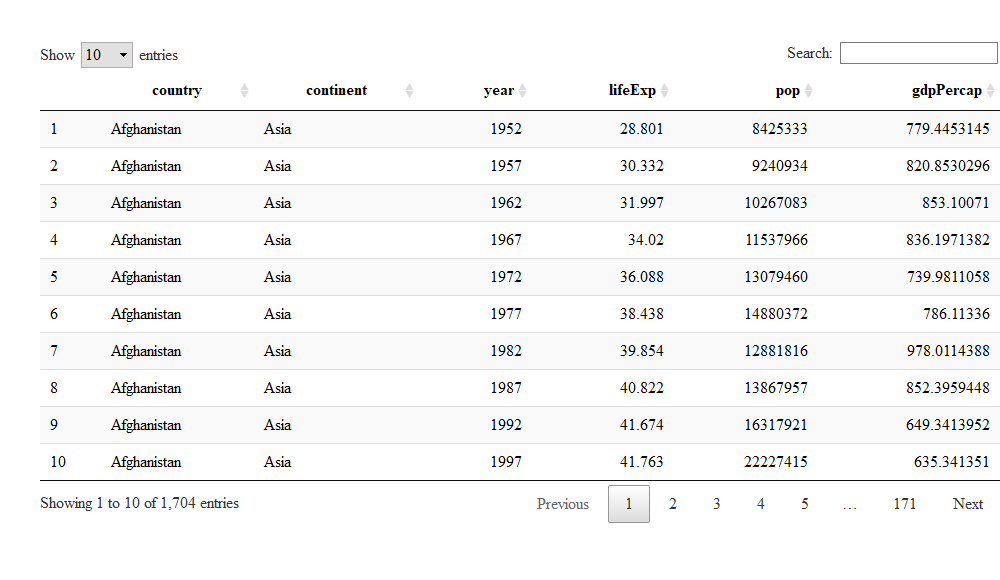 Show 10 entries Search:
country continent year lifeExp pop gdpPercap
1 Afghanistan Asia 1952 28.801 8425333 779.4453145
2 Afghanistan Asia 1957 30.332 9240934 820.8530296
3 Afghanistan Asia 1962 31.997 10267083 853.10071
4 Afghanistan Asia 1967 34.02 11537966 836.1971382
5 Afghanistan Asia 1972 36.088 13079460 739.9811058
6 Afghanistan Asia 1977 38.438 14880372 786.11336
7 Afghanistan Asia 1982 39.854 12881816 978.0114388
8 Afghanistan Asia 1987 40.822 13867957 852.3959448
9 Afghanistan Asia 1992 41.674 16317921 649.3413952
10 Afghanistan Asia 1997 41.763 22227415 635.341351
Showing 1 to 10 of 1,704 entries Previous 1 2 3 4 5 … 171 Next